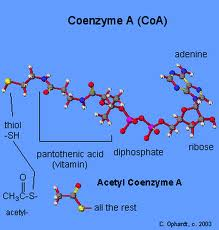 Coenzyme A (CoA)
adenine
thiol
-SH
pantothenic acid
(vitamin)
diphosphate
ribose
O
CH₃C-S-
acetyl-
Acetyl Coenzyme A
all the rest
C. Ophardt, c. 2003